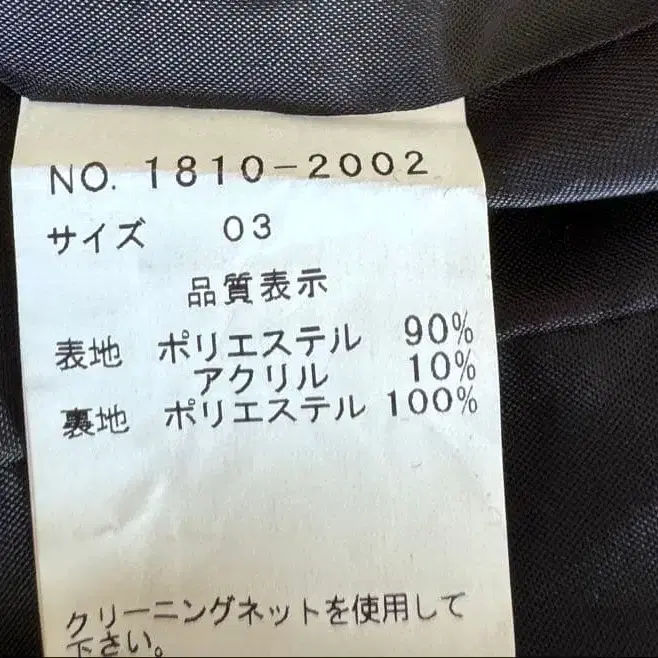 NO. 1810-2002
サイズ 03
品質表示
表地 ポリエステル 90%
アクリル 10%
裏地 ポリエステル 100%
クリーニングネットを使用して
下さい。